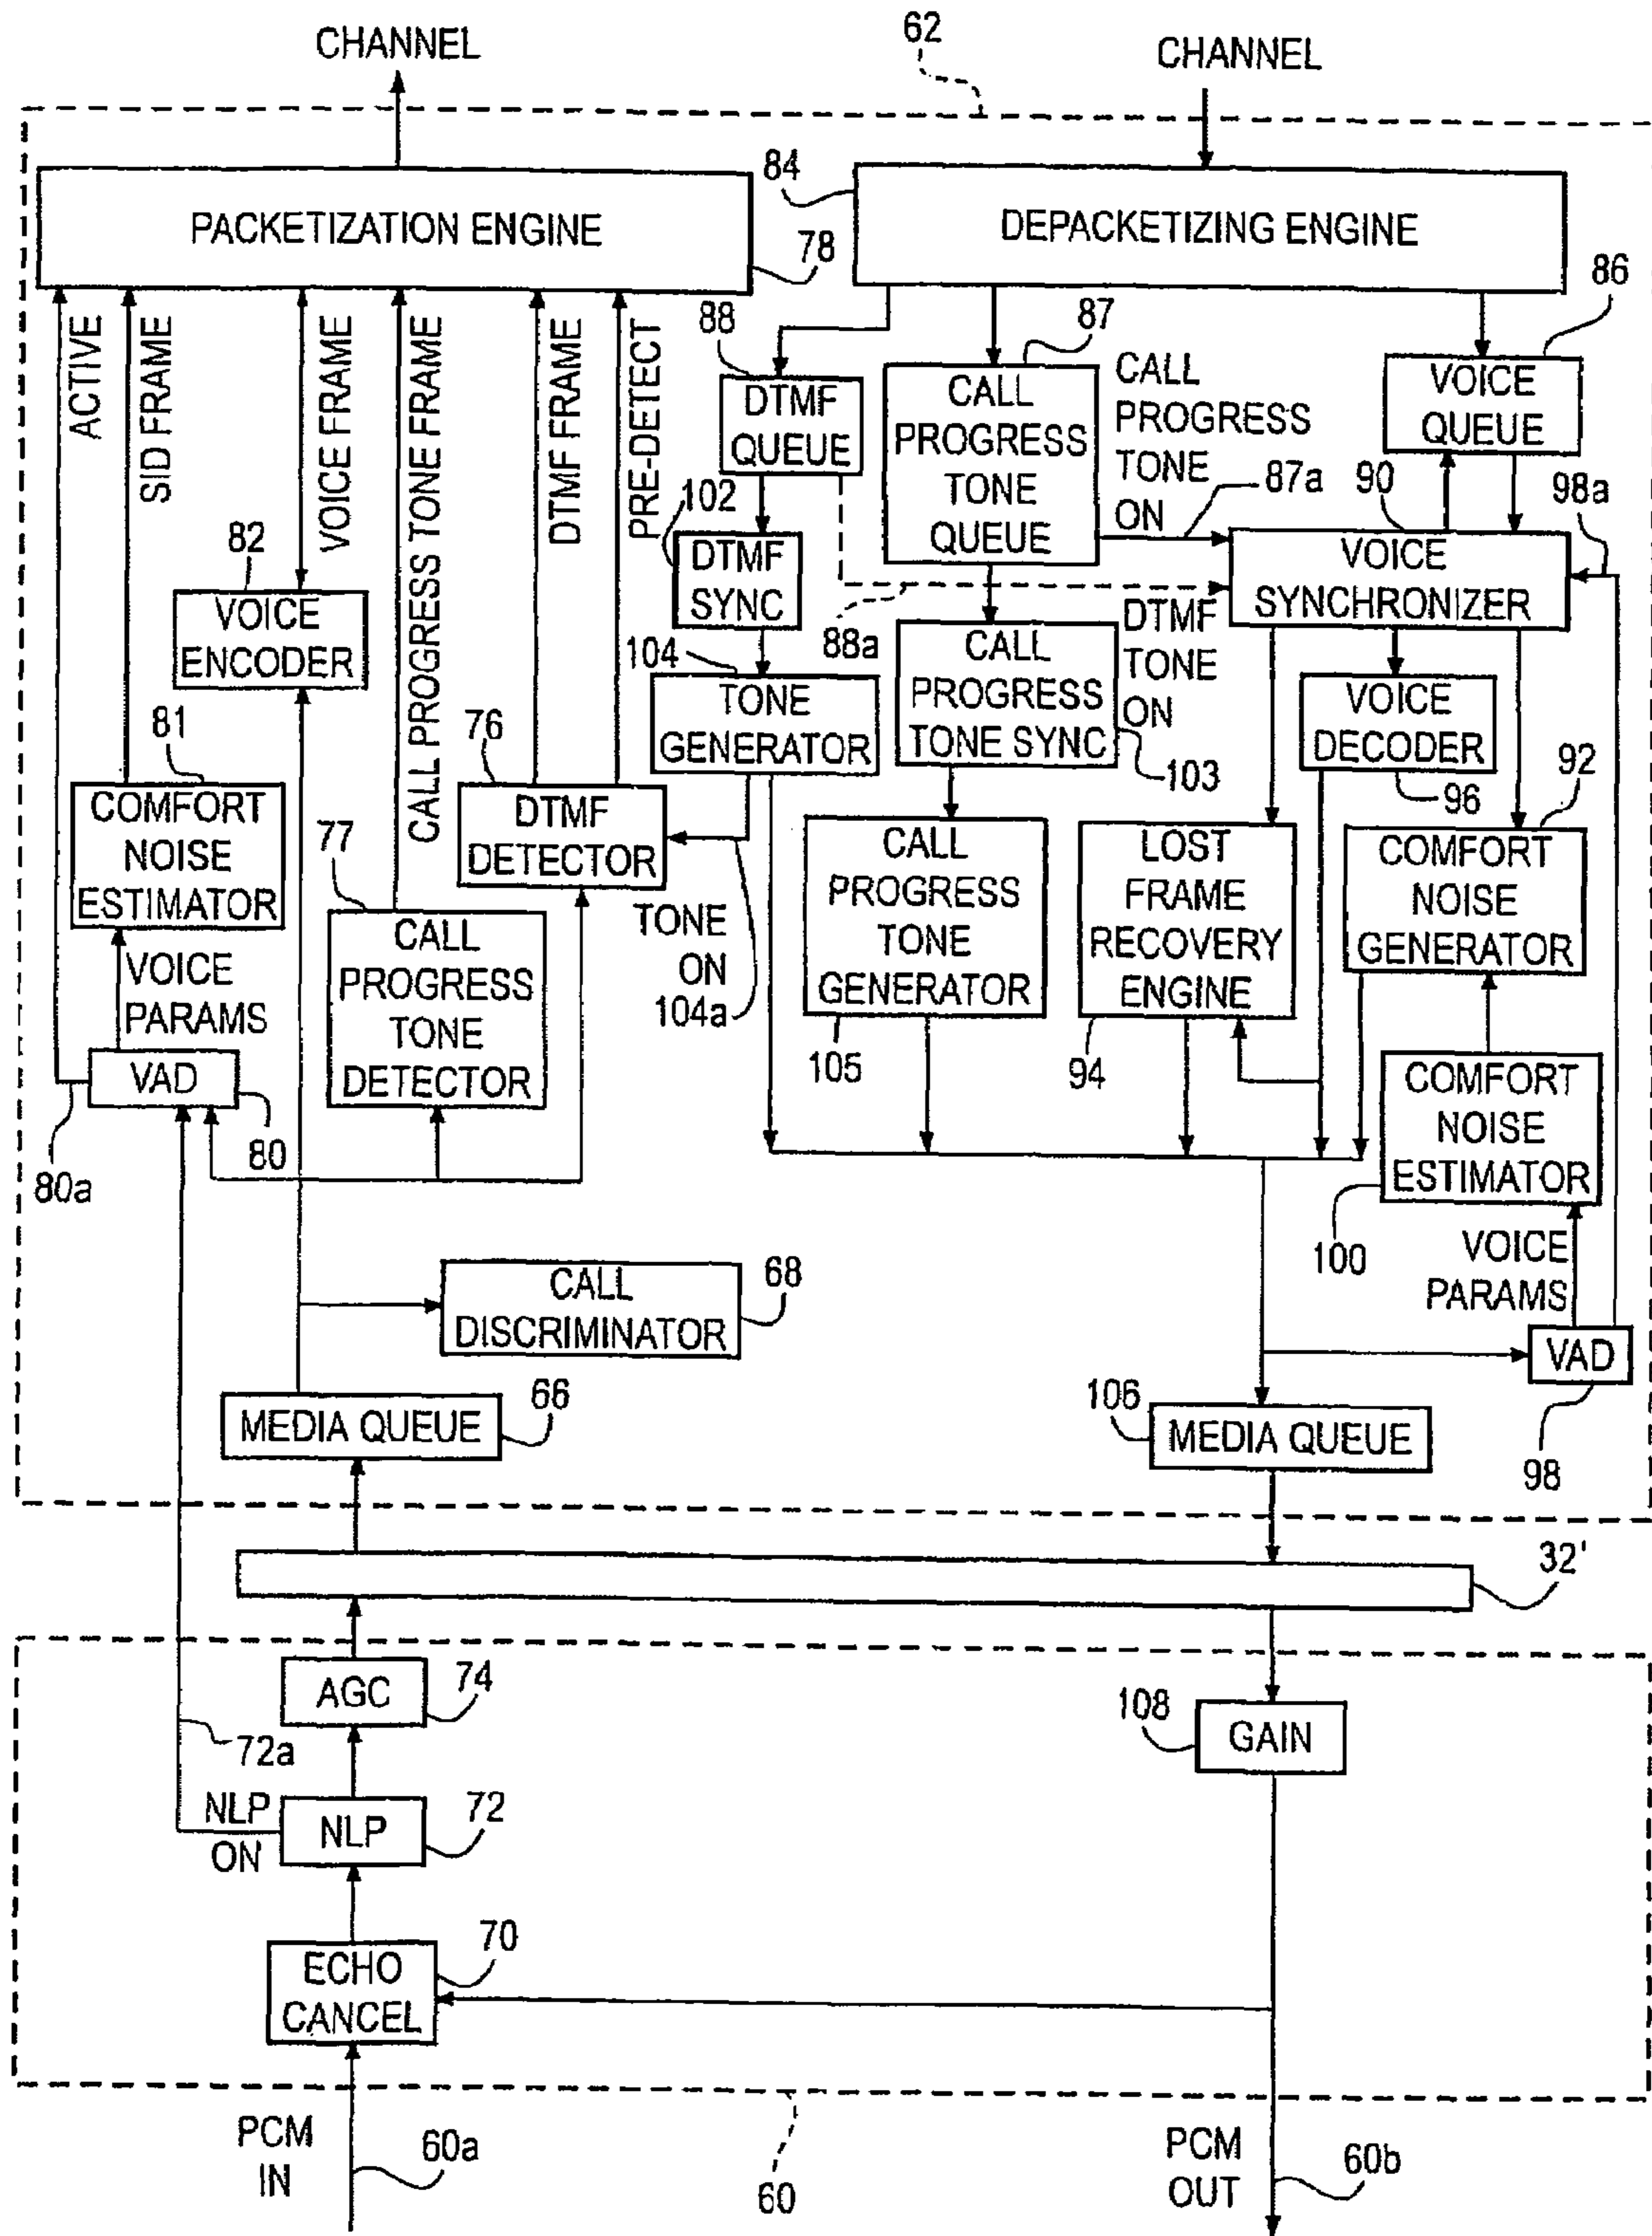 CHANNEL
62
CHANNEL
84
PACKETIZATION ENGINE
78
DEPACKETIZING ENGINE
86
ACTIVE
SID FRAME
VOICE FRAME
CALL PROGRESS TONE FRAME
DTMF FRAME
PRE-DETECT
88
DTMF
QUEUE
87
CALL
PROGRESS
TONE
QUEUE
CALL
PROGRESS
TONE
ON
87a
VOICE
QUEUE
90
98a
102
DTMF
SYNC
88a
VOICE
SYNCHRONIZER
82
VOICE
ENCODER
104
TONE
GENERATOR
CALL
PROGRESS
TONE SYNC
103
DTMF
TONE
ON
VOICE
DECODER
96
92
81
COMFORT
NOISE
ESTIMATOR
76
DTMF
DETECTOR
77
CALL
PROGRESS
TONE
DETECTOR
TONE
ON
104a
CALL
PROGRESS
TONE
GENERATOR
105
LOST
FRAME
RECOVERY
ENGINE
94
COMFORT
NOISE
GENERATOR
VOICE
PARAMS
VAD
80
80a
COMFORT
NOISE
ESTIMATOR
100
VOICE
PARAMS
VAD
98
CALL
DISCRIMINATOR
68
MEDIA QUEUE
66
106
MEDIA QUEUE
32'
AGC
74
72a
108
GAIN
NLP
ON
NLP
72
ECHO
CANCEL
70
PCM
IN
60a
60
PCM
OUT
60b